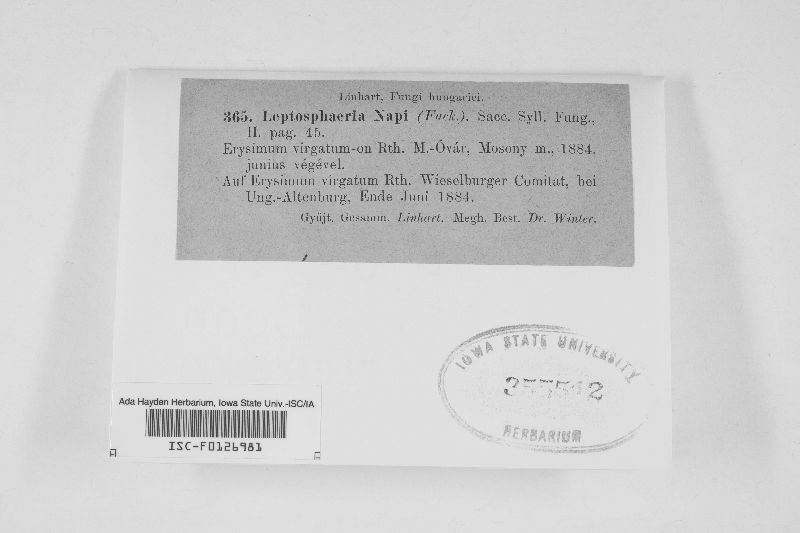 Linhart, Fungi hungarici.
365. Leptosphaeria Napi (Fuck.). Sacc. Syll. Fung.,
II. pag. 45.
Erysimum virgatum-on Rth. M.-Óvár, Mosony m., 1884.
junius végével.
Auf Erysimum virgatum Rth. Wieselburger Comitat, bei
Ung.-Altenburg, Ende Juni 1884.
Gyüjt. Gesamm. Linhart. Megh. Best. Dr. Winter.
IOWA STATE UNIVERSITY
357512
HERBARIUM
Ada Hayden Herbarium, Iowa State Univ.-ISC/IA
ISC-F0126981